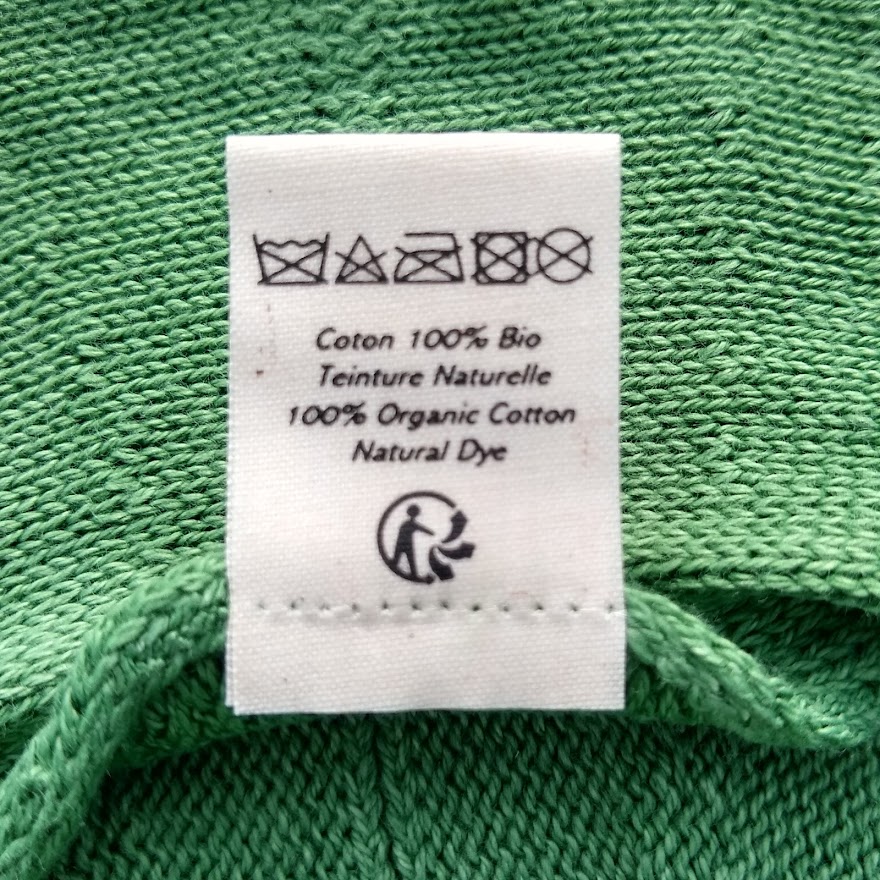 Coton 100% Bio
Teinture Naturelle
100% Organic Cotton
Natural Dye